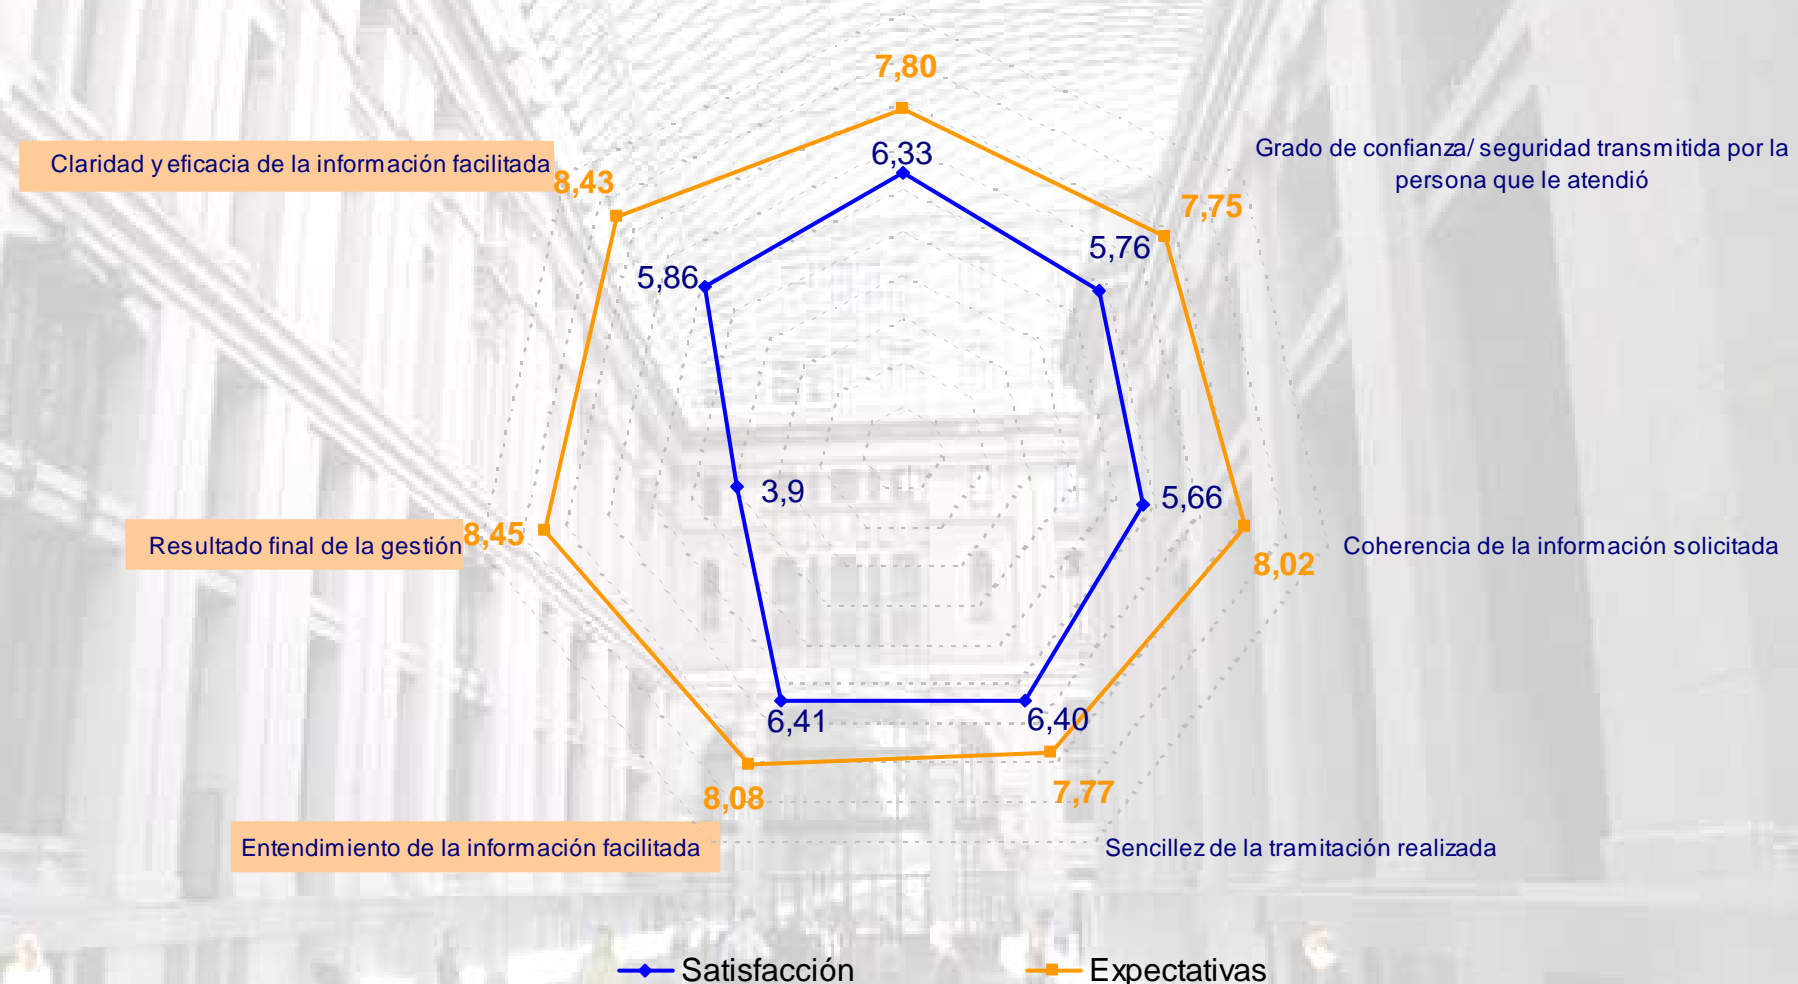 7,80
6,33
Claridad y eficacia de la información facilitada
8,43
Grado de confianza/ seguridad transmitida por la
persona que le atendió
7,75
5,76
5,86
3,9
5,66
Resultado final de la gestión
8,45
Coherencia de la información solicitada
8,02
6,41
6,40
8,08
7,77
Entendimiento de la información facilitada
Sencillez de la tramitación realizada
Satisfacción
Expectativas